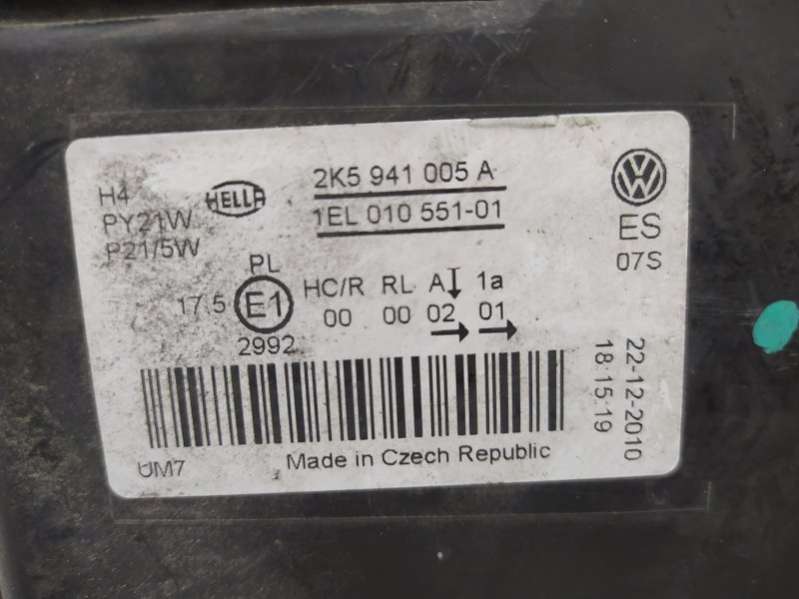 H4
PY21W
P21/5W
HELLA
2K5 941 005 A
1EL 010 551-01
VW
ES
07S
PL
17.5 E1
2992
HC/R RL A 1a
00 00 02 01
22-12-2010
18:15:19
UM7
Made in Czech Republic